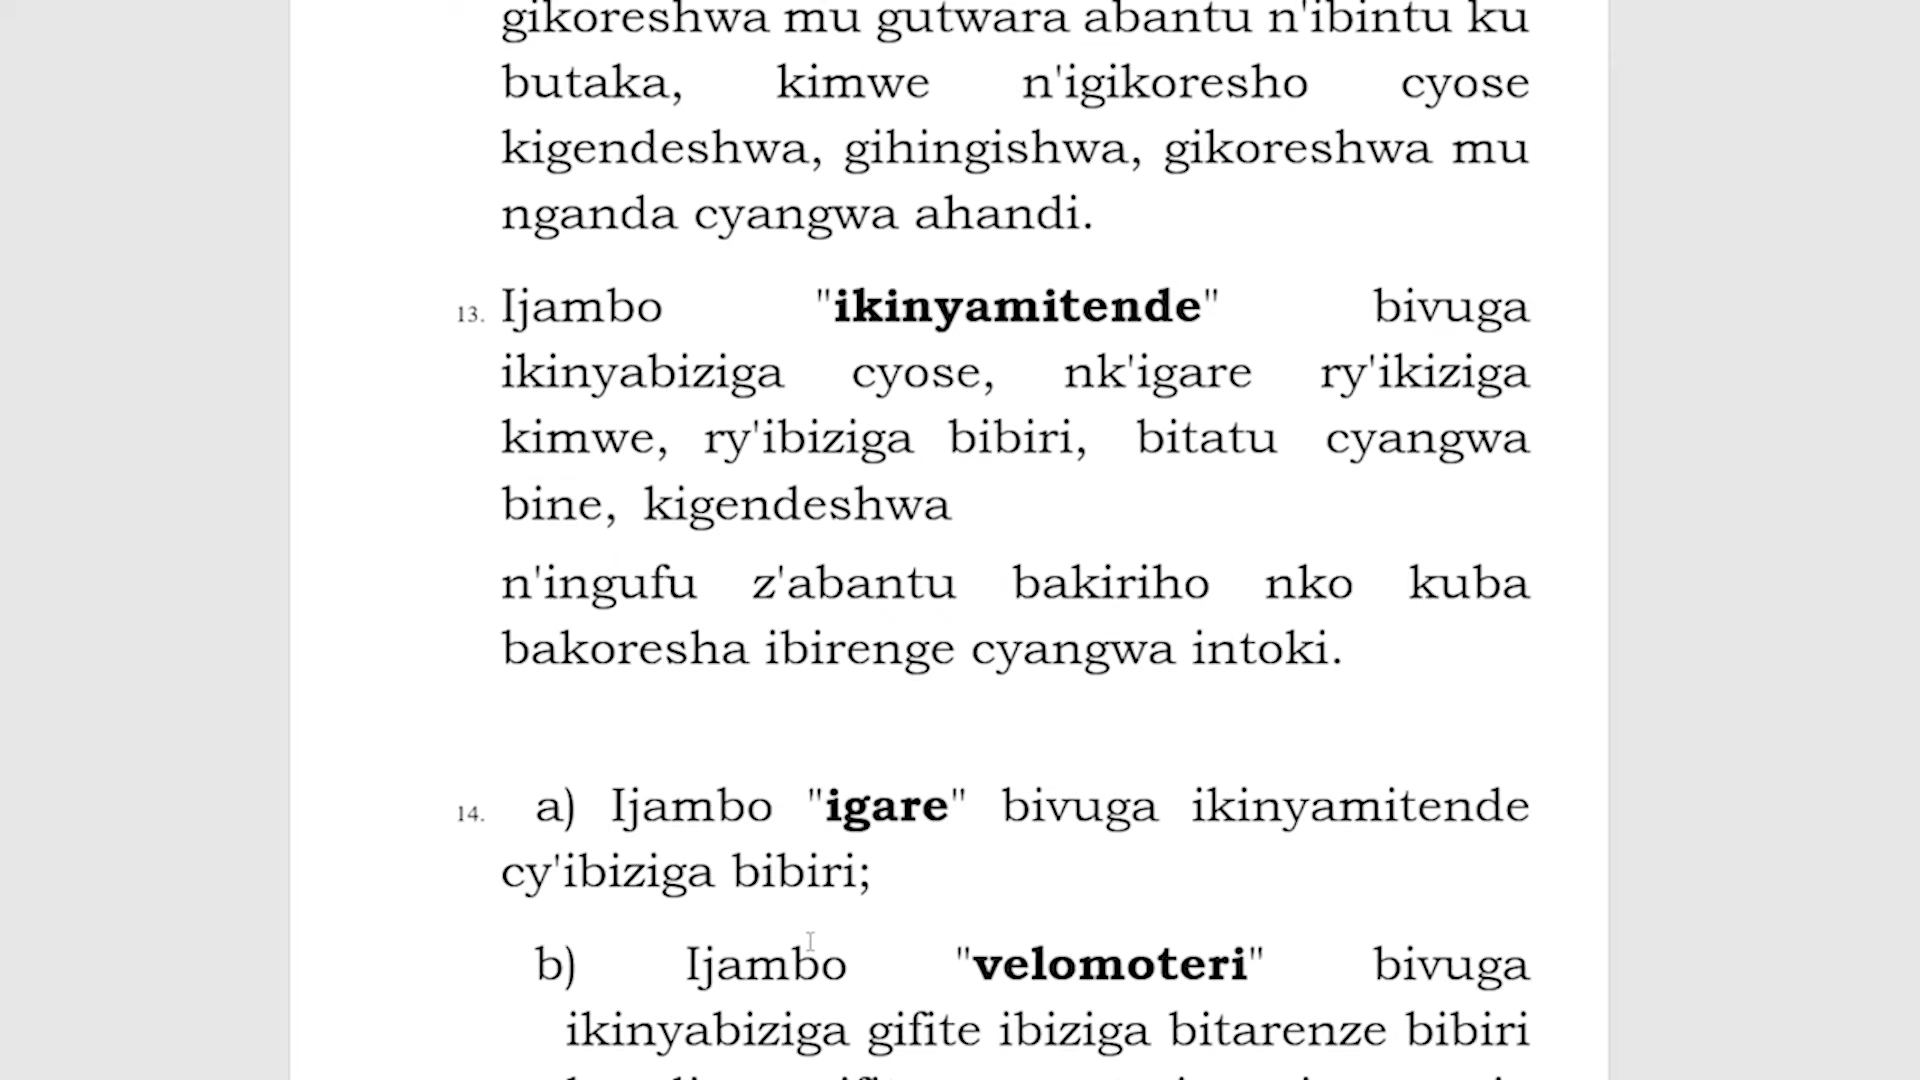 gikoreshwa mu gutwara abantu n'ibintu ku
butaka, kimwe n'igikoresho cyose
kigendeshwa, gihingishwa, gikoreshwa mu
nganda cyangwa ahandi.
13. Ijambo "ikinyamitende" bivuga
ikinyabiziga cyose, nk'igare ry'ikiziga
kimwe, ry'ibiziga bibiri, bitatu cyangwa
bine, kigendeshwa
n'ingufu z'abantu bakiriho nko kuba
bakoresha ibirenge cyangwa intoki.
14. a) Ijambo "igare" bivuga ikinyamitende
cy'ibiziga bibiri;
b) Ijambo "velomoteri" bivuga
ikinyabiziga gifite ibiziga bitarenze bibiri